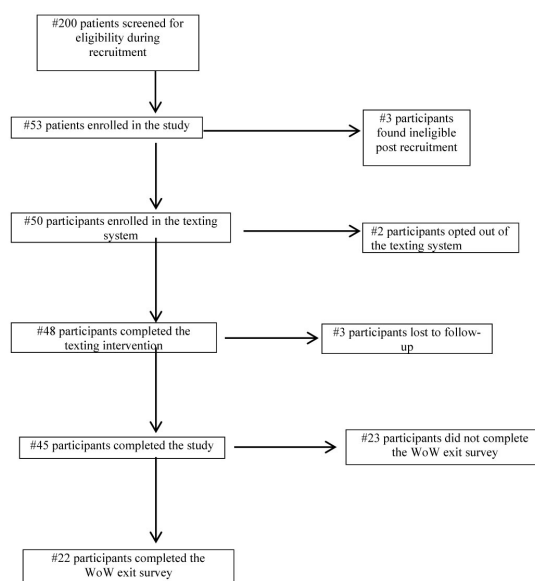 #200 patients screened for
eligibility during
recruitment
#53 patients enrolled in the study
#3 participants
found ineligible
post recruitment
#50 participants enrolled in the texting
system
#2 participants opted out of
the texting system
#48 participants completed the
texting intervention
#3 participants lost to follow-
up
#45 participants completed the study
#23 participants did not complete
the WoW exit survey
#22 participants completed the
WoW exit survey